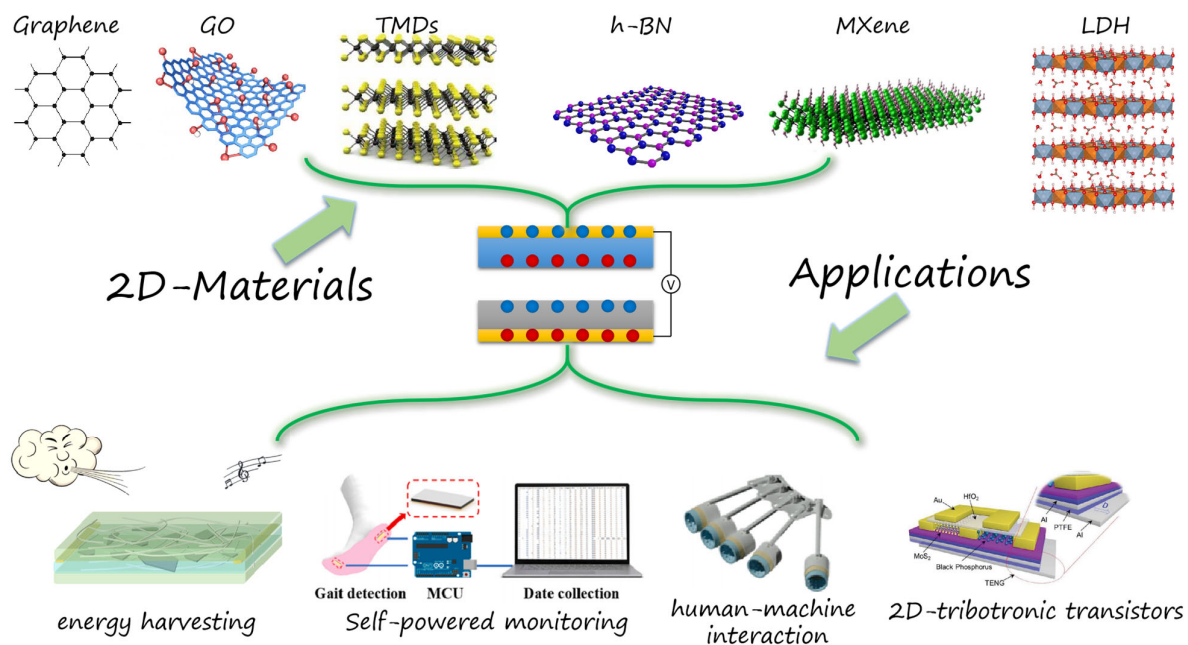 Graphene
GO
TMDs
h-BN
MXene
LDH
2D-Materials
Applications
V
Gait detection
MCU
Date collection
Au
HfO2
MoS2
Black Phosphorus
TENG
Al
PTFE
Al
energy harvesting
Self-powered monitoring
human-machine
interaction
2D-tribotronic transistors